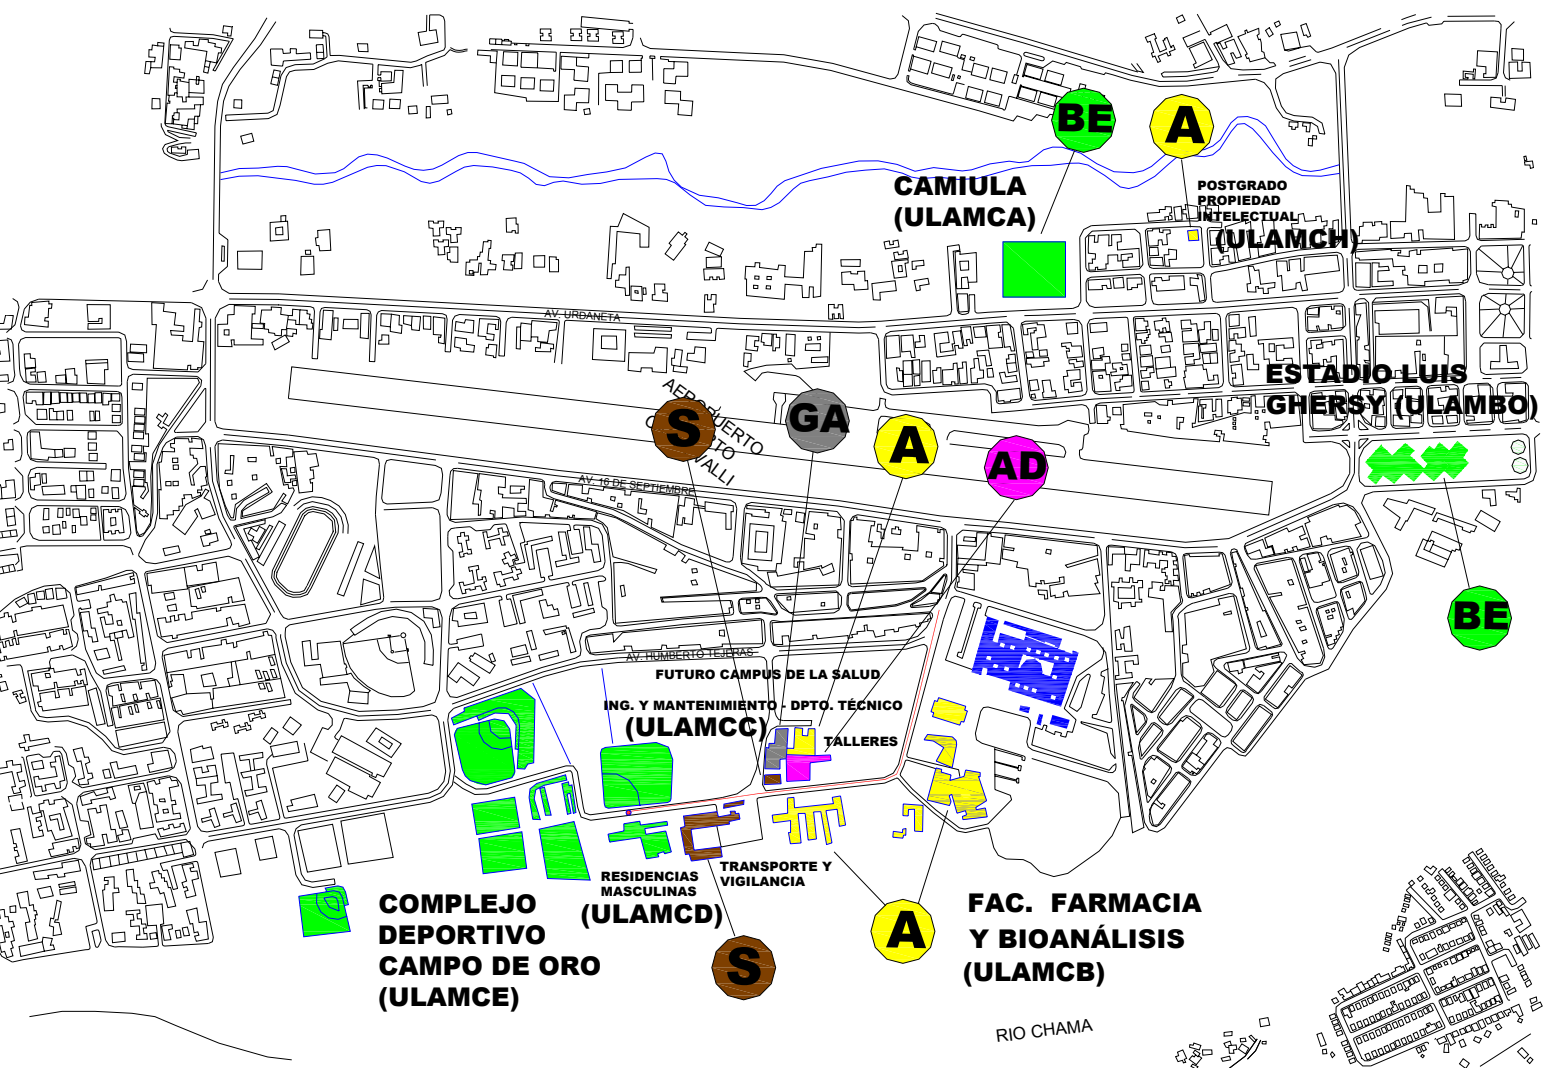 BE
A
CAMIULA
(ULAMCA)
POSTGRADO
PROPIEDAD
INTELECTUAL
(ULAMCH)
AV. URDANETA
ESTADIO LUIS
GHERSY (ULAMBO)
AEROPUERTO
S
GA
A
AD
AV. 16 DE SEPTIEMBRE
BE
AV. HUMBERTO TEJERAS
FUTURO CAMPUS DE LA SALUD
ING. Y MANTENIMIENTO - DPTO. TÉCNICO
(ULAMCC)
TALLERES
RESIDENCIAS
MASCULINAS
(ULAMCD)
TRANSPORTE Y
VIGILANCIA
COMPLEJO
DEPORTIVO
CAMPO DE ORO
(ULAMCE)
S
A
FAC. FARMACIA
Y BIOANÁLISIS
(ULAMCB)
RIO CHAMA